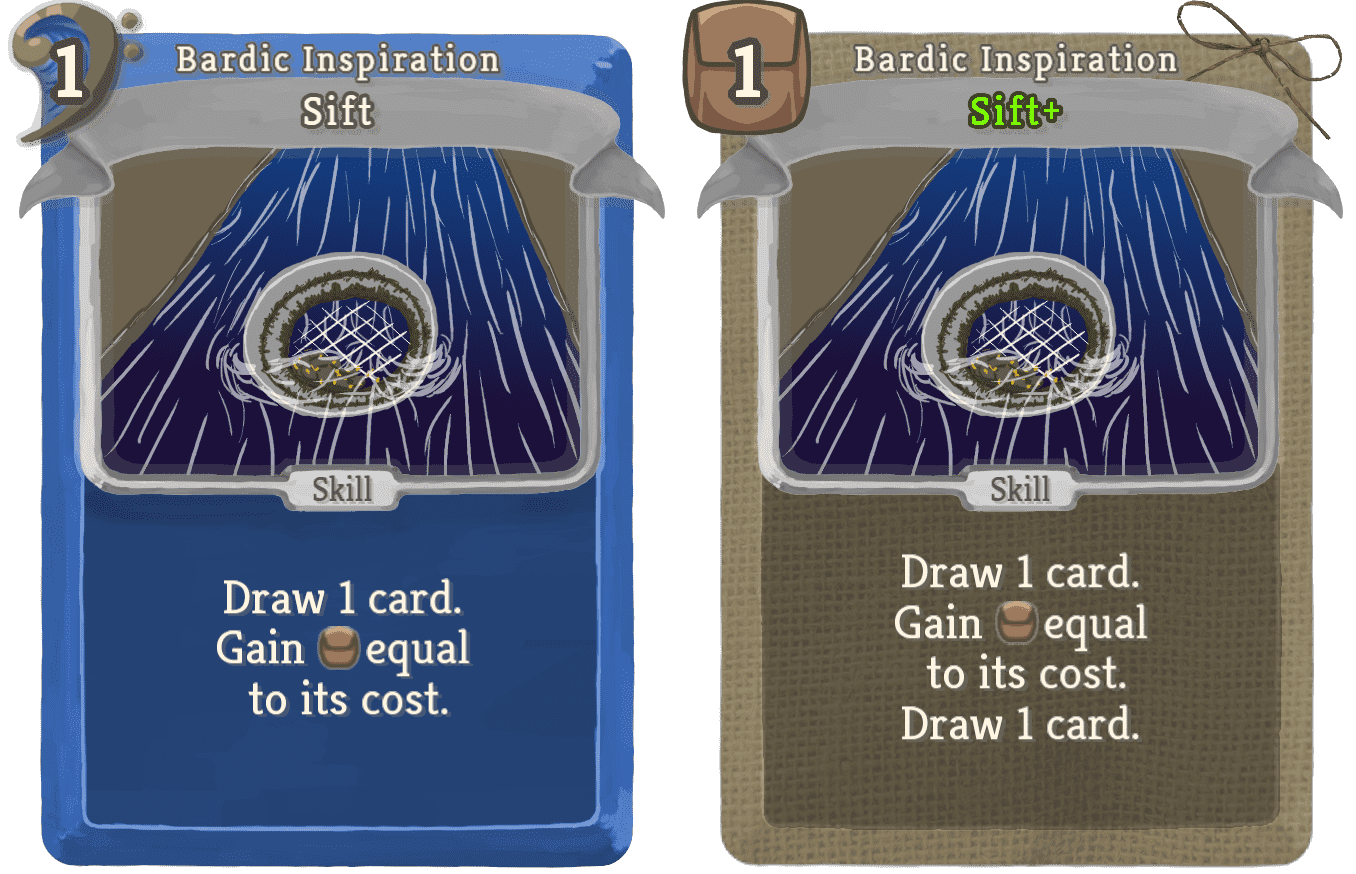 1
Bardic Inspiration
Sift
Skill
Draw 1 card.
Gain equal
to its cost.
1
Bardic Inspiration
Sift+
Skill
Draw 1 card.
Gain equal
to its cost.
Draw 1 card.